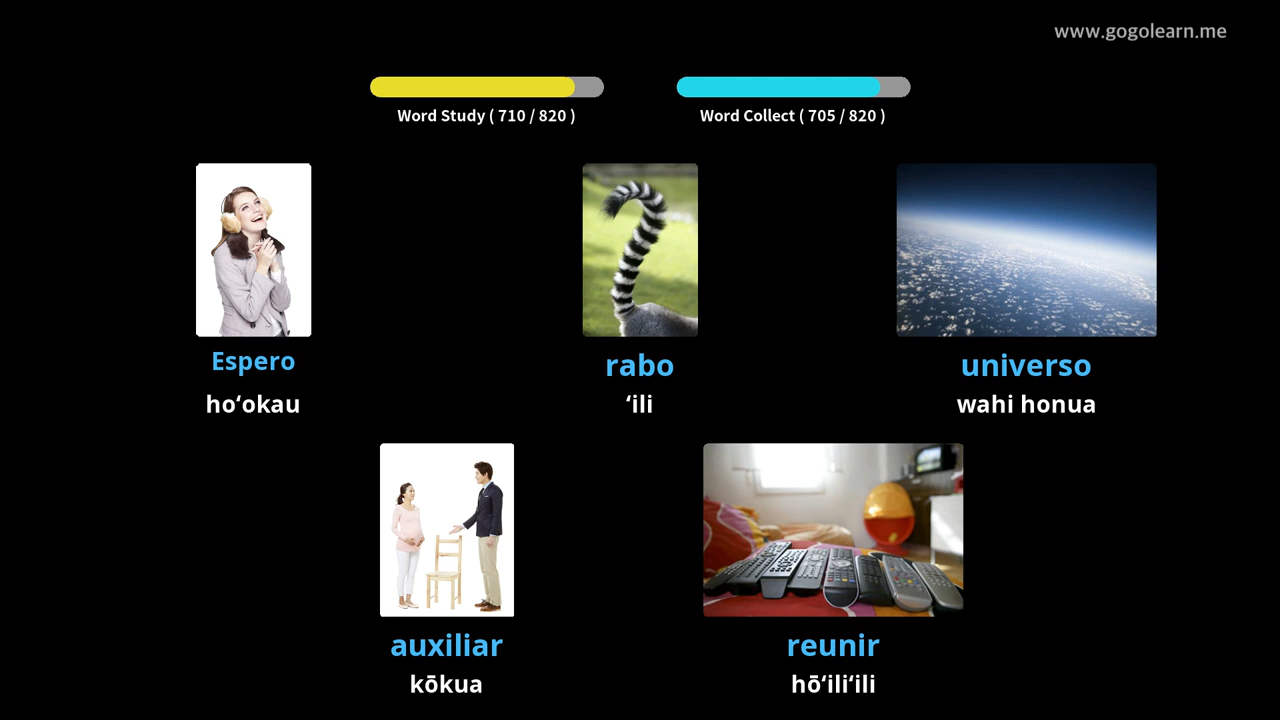 www.gogolearn.me
Word Study ( 710 / 820 )
Word Collect ( 705 / 820 )
Espero
hoʻokau
rabo
ʻili
universo
wahi honua
auxiliar
kōkua
reunir
hōʻiliʻili